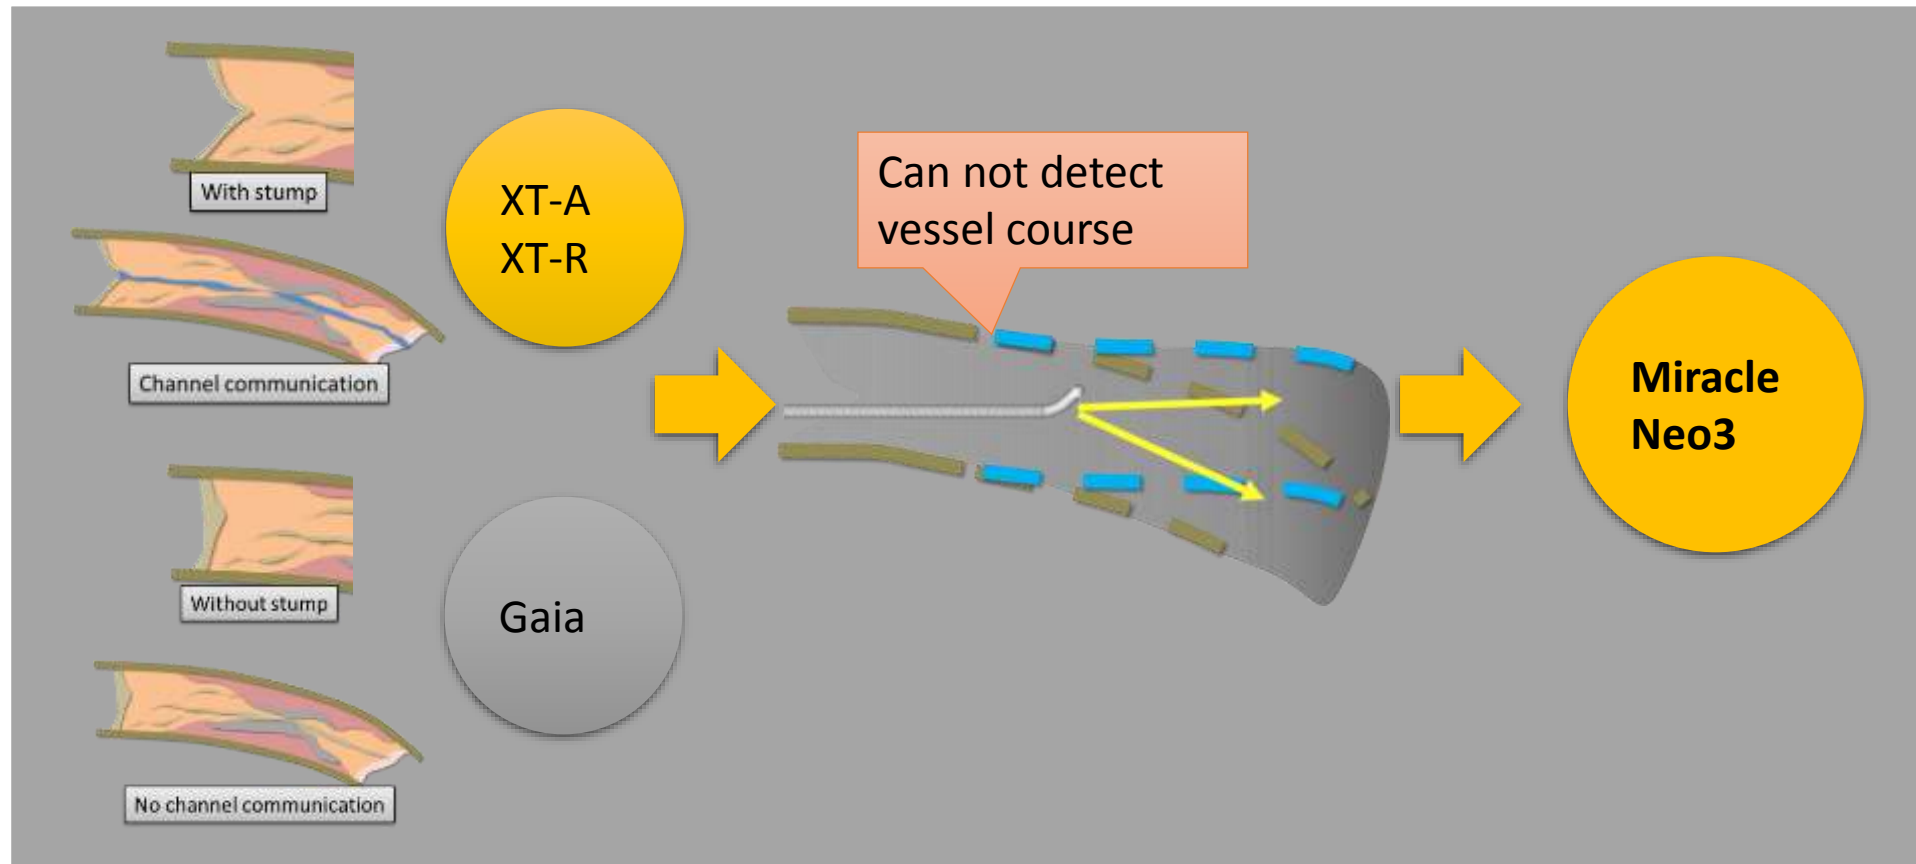 With stump
Channel communication
XT-A
XT-R
Without stump
No channel communication
Gaia
Can not detect
vessel course
Miracle
Neo3